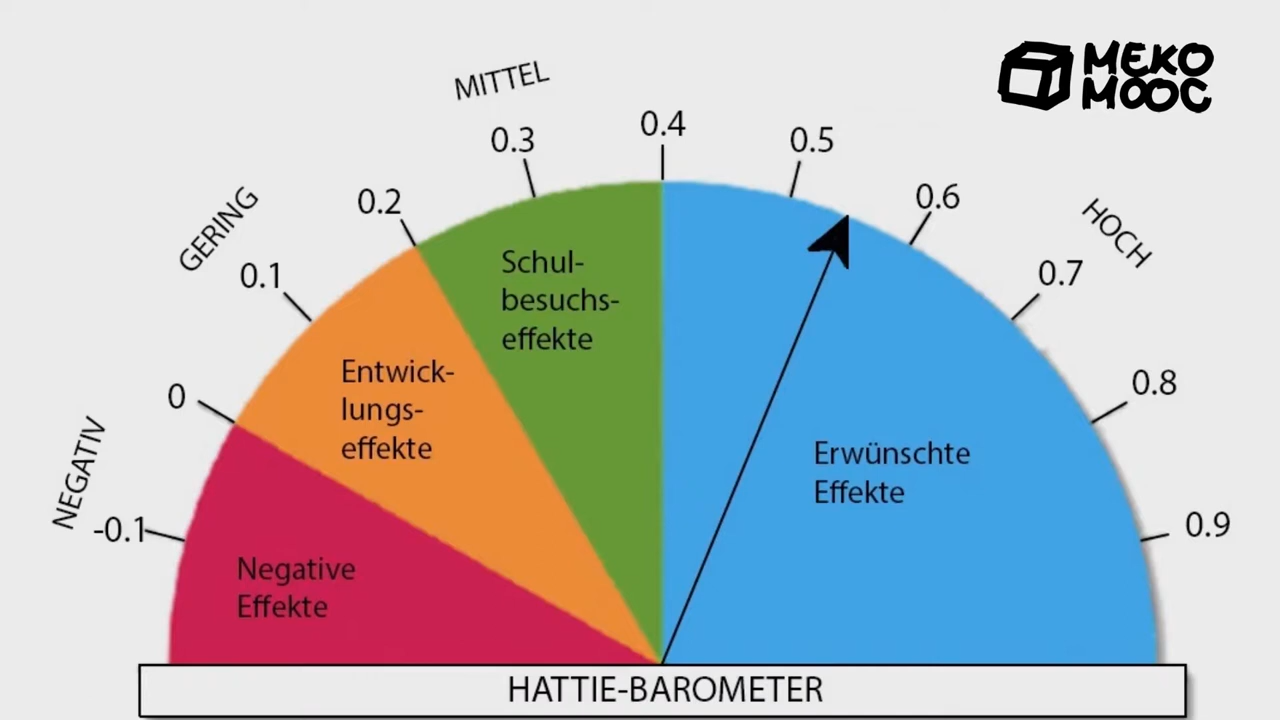 MEKO
MOOC
MITTEL
0.3
0.4
0.5
GERING
0.2
0.6
HOCH
0.1
0.7
Schul-
besuchs-
effekte
0
0.8
Entwick-
lungs-
effekte
NEGATIV
-0.1
0.9
Erwünschte
Effekte
Negative
Effekte
HATTIE-BAROMETER